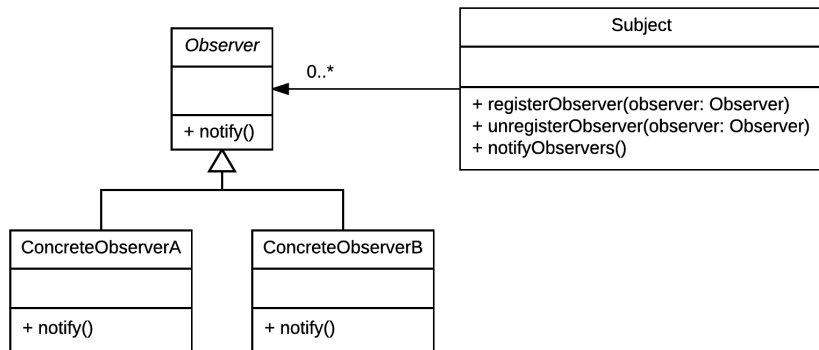 Observer
+ notify()
0..*
Subject
+ registerObserver(observer: Observer)
+ unregisterObserver(observer: Observer)
+ notifyObservers()
ConcreteObserverA
+ notify()
ConcreteObserverB
+ notify()